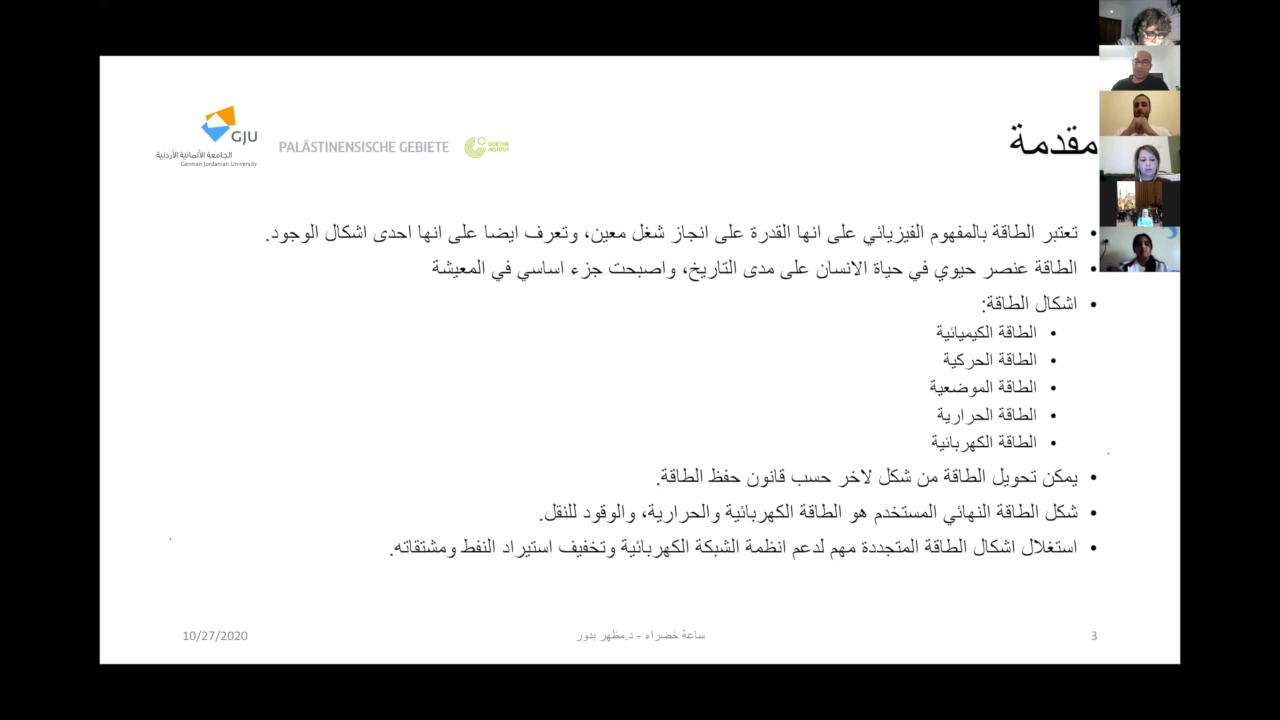 GJU
الجامعة الألمانية الأردنية
German Jordanian University
PALÄSTINENSISCHE GEBIETE
GOETHE
INSTITUT
مقدمة
• تعتبر الطاقة بالمفهوم الفيزيائي على انها القدرة على انجاز شغل معين، وتعرف ايضا على انها احدى اشكال الوجود.
• الطاقة عنصر حيوي في حياة الانسان على مدى التاريخ، واصبحت جزء اساسي في المعيشة
• اشكال الطاقة:
• الطاقة الكيميائية
• الطاقة الحركية
• الطاقة الموضعية
• الطاقة الحرارية
• الطاقة الكهربائية
• يمكن تحويل الطاقة من شكل لاخر حسب قانون حفظ الطاقة.
• شكل الطاقة النهائي المستخدم هو الطاقة الكهربائية والحرارية، والوقود للنقل.
• استغلال اشكال الطاقة المتجددة مهم لدعم انظمة الشبكة الكهربائية وتخفيف استيراد النفط ومشتقاته.
10/27/2020
ساعة خضراء - د.مظهر بدور
3